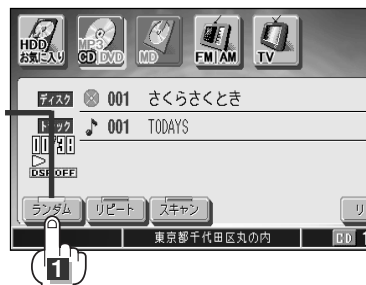 HDD MP3
お気に入り CD DVD MD FM AM TV
ディスク 001 さくらさくとき
トラック 001 TODAYS
DSP OFF
ランダム リピート スキャン リ
東京都千代田区丸の内 CD 1
1